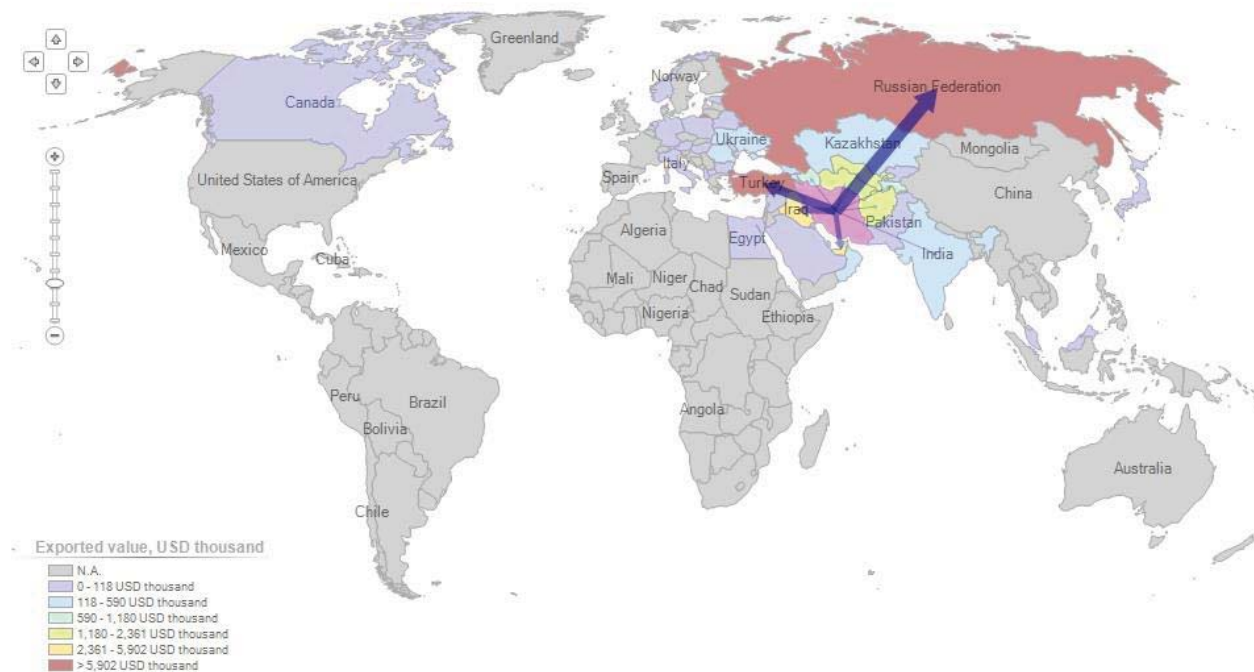 Greenland
Norway
Russian Federation
Canada
Ukraine
Kazakhstan
Mongolia
Italy
United States of America
Spain
Turkey
China
Iraq
Pakistan
Mexico
Algeria
Egypt
India
Cuba
Mali
Niger
Chad
Sudan
Nigeria
Ethiopia
Peru
Brazil
Angola
Bolivia
Australia
Chile
Exported value, USD thousand
N.A.
0 - 118 USD thousand
118 - 590 USD thousand
590 - 1,180 USD thousand
1,180 - 2,361 USD thousand
2,361 - 5,902 USD thousand
> 5,902 USD thousand